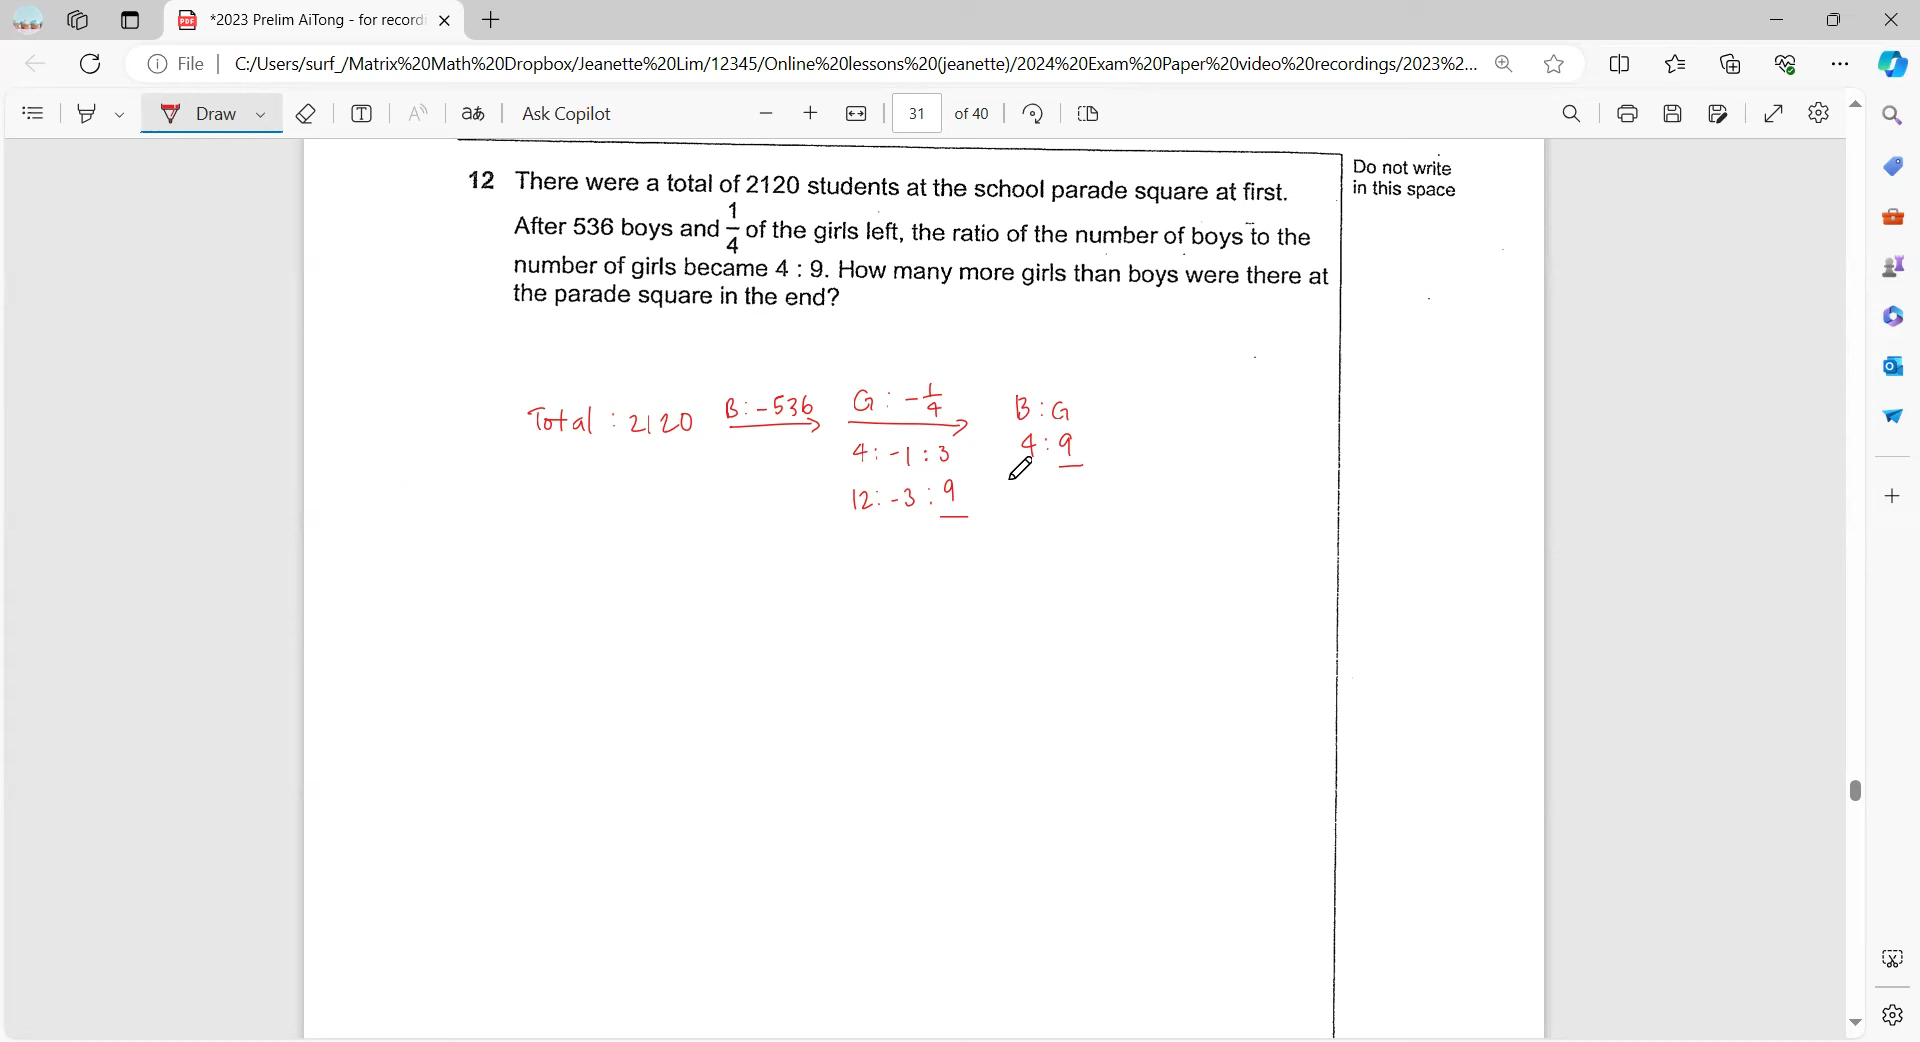 *2023 Prelim AiTong - for recordi
File
C:/Users/surf_/Matrix%20Math%20Dropbox/Jeanette%20Lim/12345/Online%20lessons%20(jeanette)/2024%20Exam%20Paper%20video%20recordings/2023%2...
Draw
aあ
Ask Copilot
31 of 40
Do not write
in this space
12 There were a total of 2120 students at the school parade square at first.
After 536 boys and 1/4 of the girls left, the ratio of the number of boys to the
number of girls became 4 : 9. How many more girls than boys were there at
the parade square in the end?
Total : 2120 B: -536 G: -1/4 B : G
4 : -1 : 3 4 : 9
12: -3 : 9